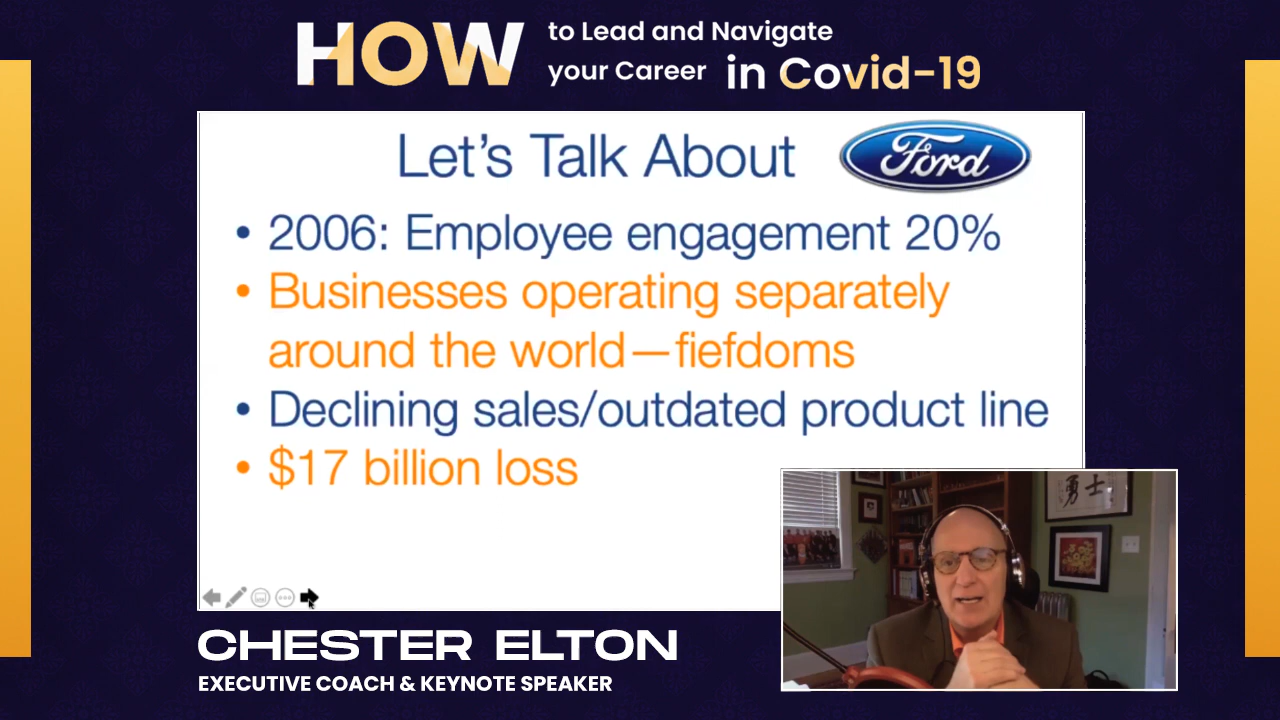 HOW
to Lead and Navigate
your Career in Covid-19
Let's Talk About Ford
• 2006: Employee engagement 20%
• Businesses operating separately
around the world—fiefdoms
• Declining sales/outdated product line
• $17 billion loss
勇士
CHESTER ELTON
EXECUTIVE COACH & KEYNOTE SPEAKER